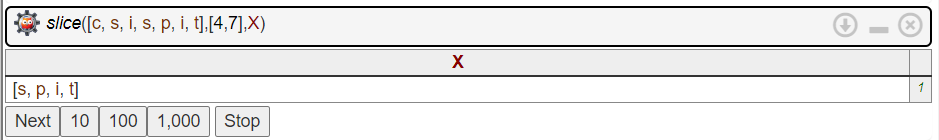 slice([c, s, i, s, p, i, t],[4,7],X)
X
[s, p, i, t] 1
Next 10 100 1,000 Stop